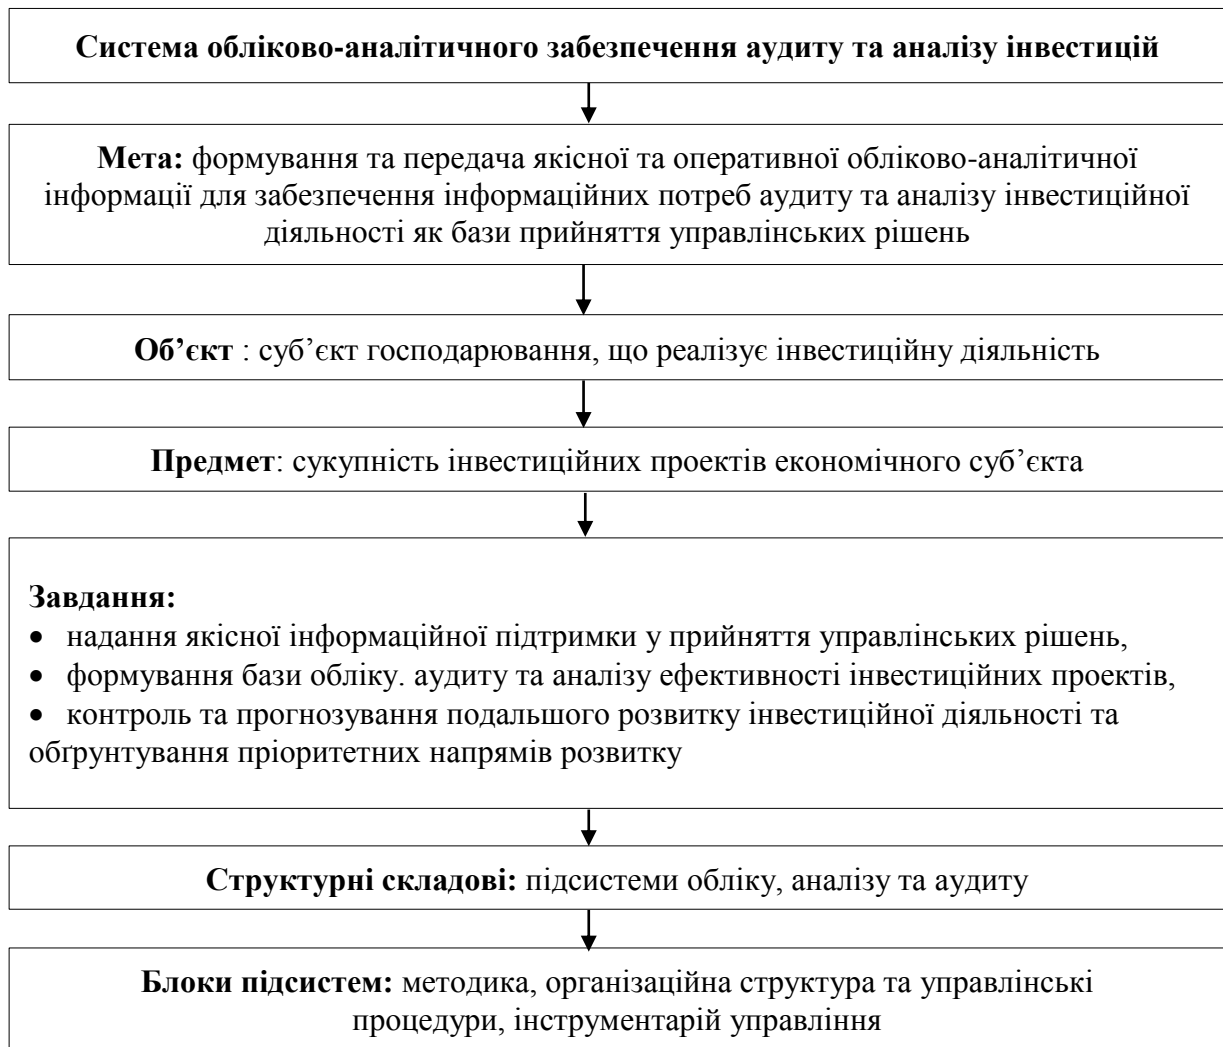 Система обліково-аналітичного забезпечення аудиту та аналізу інвестицій
Мета: формування та передача якісної та оперативної обліково-аналітичної
інформації для забезпечення інформаційних потреб аудиту та аналізу інвестиційної
діяльності як бази прийняття управлінських рішень
Об’єкт : суб’єкт господарювання, що реалізує інвестиційну діяльність
Предмет: сукупність інвестиційних проектів економічного суб’єкта
Завдання:
• надання якісної інформаційної підтримки у прийняття управлінських рішень,
• формування бази обліку. аудиту та аналізу ефективності інвестиційних проектів,
• контроль та прогнозування подальшого розвитку інвестиційної діяльності та
обґрунтування пріоритетних напрямів розвитку
Структурні складові: підсистеми обліку, аналізу та аудиту
Блоки підсистем: методика, організаційна структура та управлінські
процедури, інструментарій управління